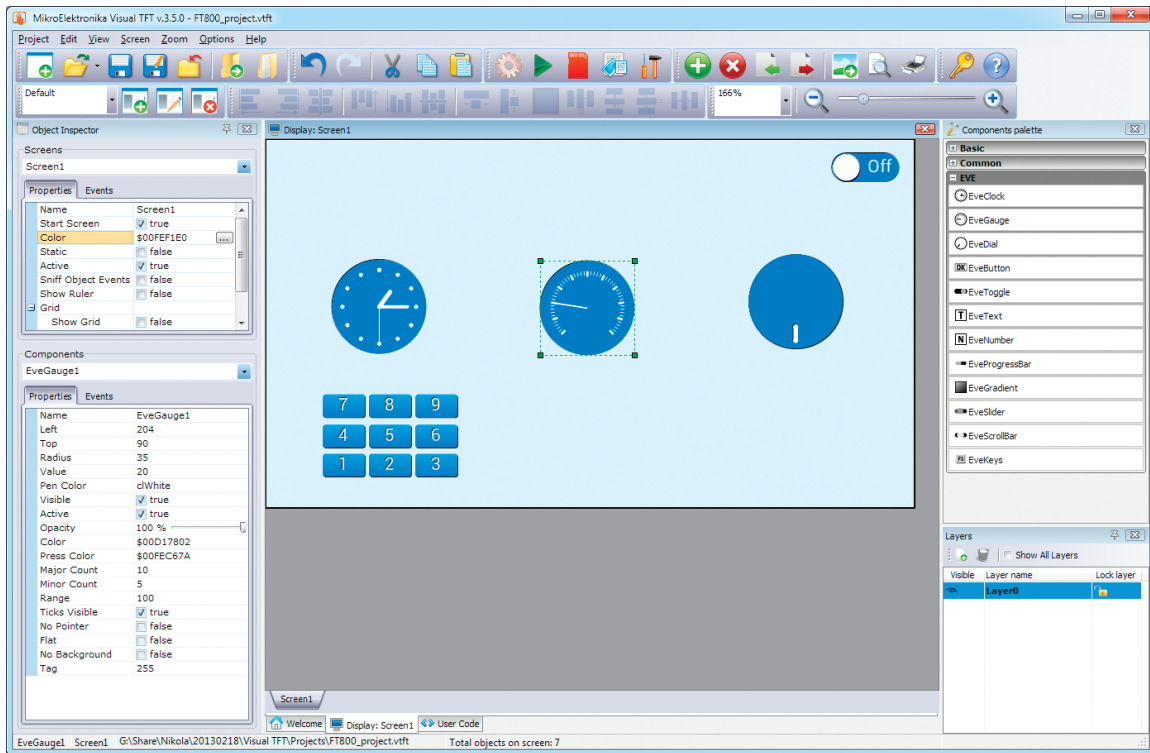 MikroElektronika Visual TFT v.3.5.0 - FT800_project.vtft
Project Edit View Screen Zoom Options Help
Default
166%
Object Inspector
Screens
Screen1
Properties Events
Name Screen1
Start Screen true
Color $00FEF1E0 ...
Static false
Active true
Sniff Object Events false
Show Ruler false
Grid
Show Grid false
Components
EveGauge1
Properties Events
Name EveGauge1
Left 204
Top 90
Radius 35
Value 20
Pen Color clWhite
Visible true
Active true
Opacity 100 %
Color $00D17802
Press Color $00FEC67A
Major Count 10
Minor Count 5
Range 100
Ticks Visible true
No Pointer false
Flat false
No Background false
Tag 255
Display: Screen1
Off
7 8 9
4 5 6
1 2 3
Screen1
Welcome Display: Screen1 User Code
Components palette
Basic
Common
EVE
EveClock
EveGauge
EveDial
OK EveButton
EveToggle
T EveText
N EveNumber
EveProgressBar
EveGradient
EveSlider
EveScrollBar
EveKeys
Layers
Show All Layers
Visible Layer name Lock layer
Layer0
EveGauge1 Screen1 G:\Share\Nikola\20130218\Visual TFT\Projects\FT800_project.vtft Total objects on screen: 7